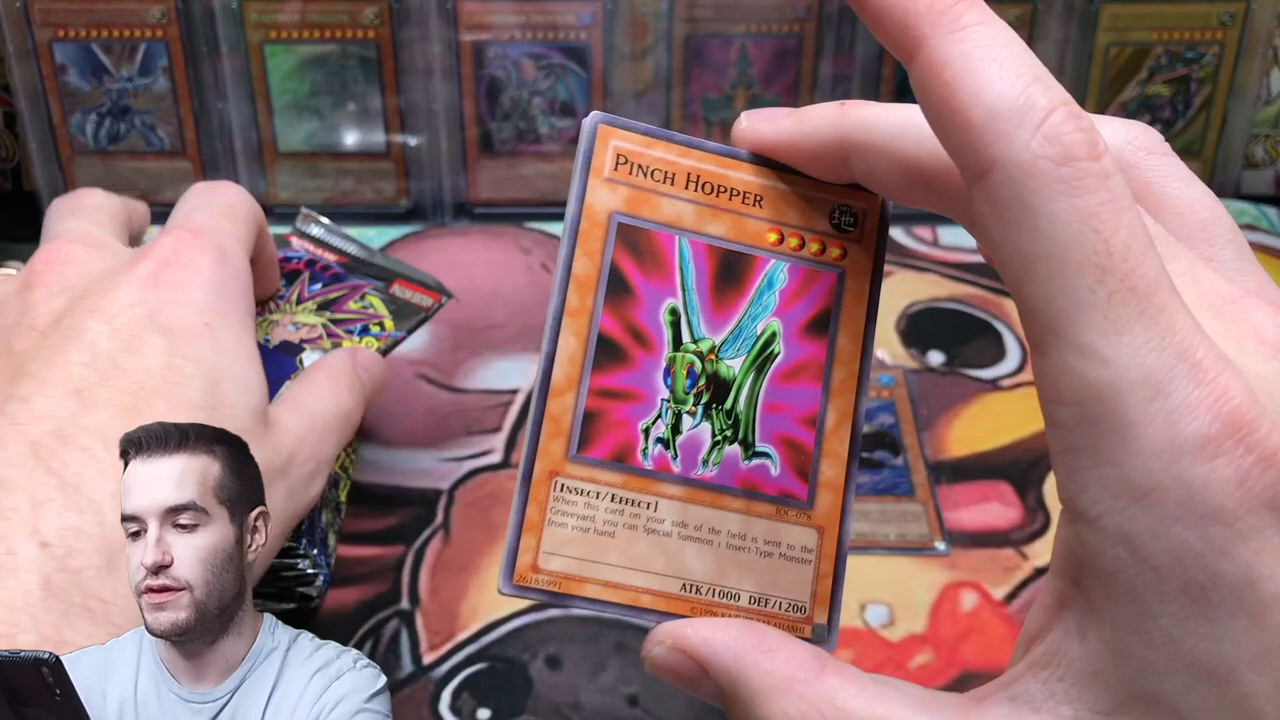 PINCH HOPPER
地
[INSECT/EFFECT]
IOC-078
When this card on your side of the field is sent to the
Graveyard, you can Special Summon 1 Insect-Type Monster
from your hand.
ATK/1000 DEF/1200
26185991
©1996 KAZUKI TAKAHASHI